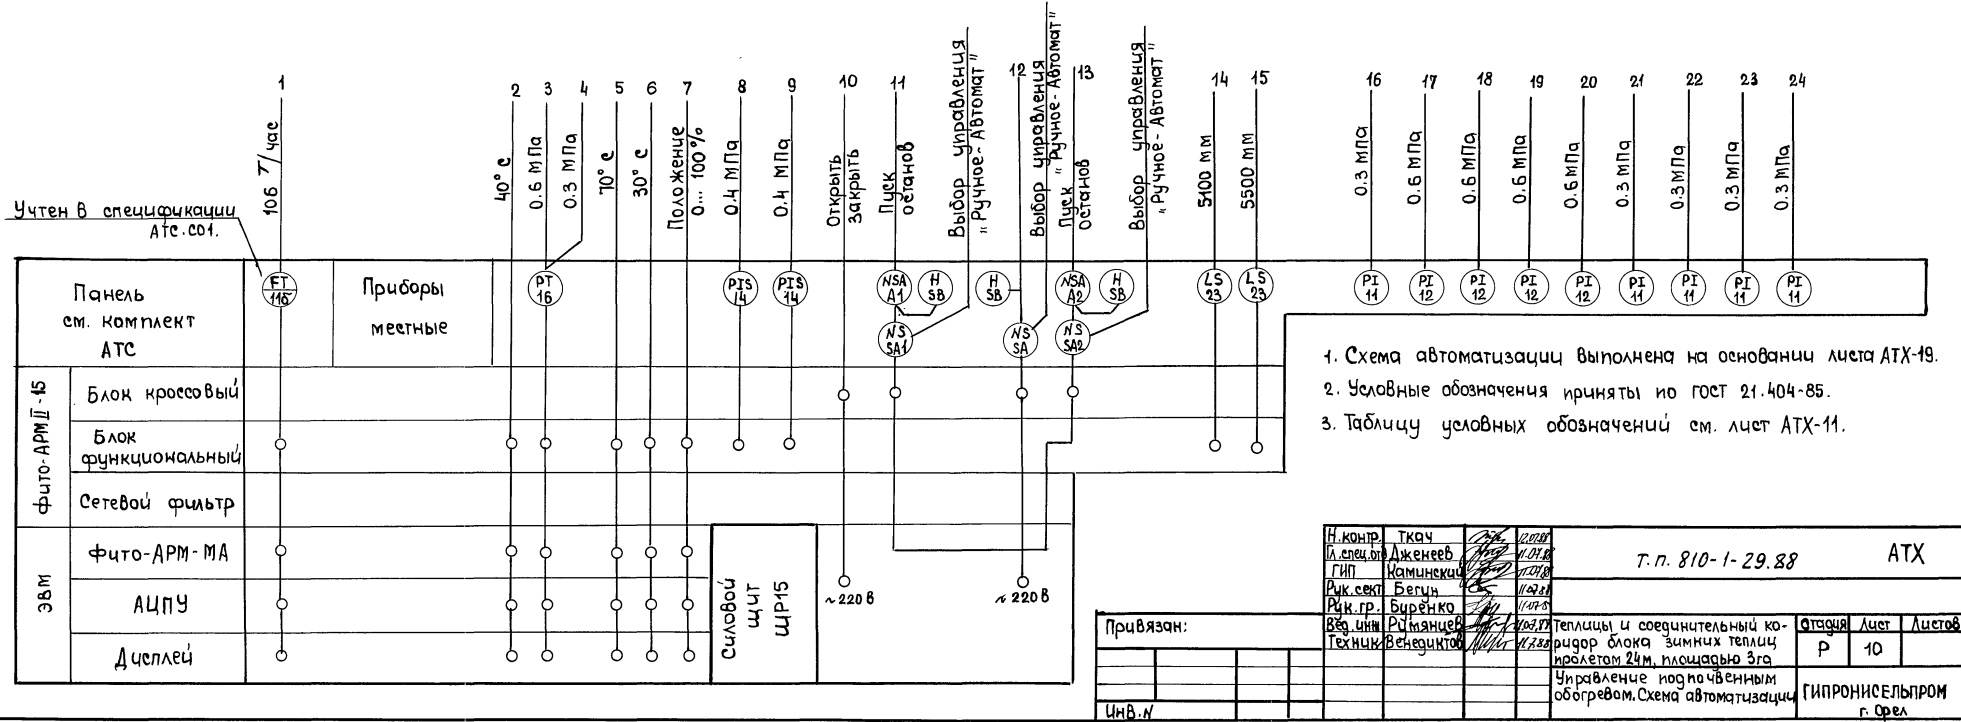 1 2 3 4 5 6 7 8 9 10 11 12 13 14 15 16 17 18 19 20 21 22 23 24
106 Т/час
40° с
0.6 МПа
0.3 МПа
70° с
30° с
Положение
0... 100%
0.4 МПа
0.4 МПа
Открыть
закрыть
Пуск
останов
Выбор управления
"Ручное-Автомат"
Выбор управления
"Ручное-Автомат"
Пуск
останов
Выбор управления
"Ручное-Автомат"
5100 мм
5500 мм
0.3 МПа
0.6 МПа
0.6 МПа
0.6 МПа
0.6 МПа
0.3 МПа
0.3 МПа
0.3 МПа
0.3 МПа
Учтен в спецификации
АТС.С01.
Панель
см. комплект
АТС
FT
11б
Приборы
местные
PT
16
PIS
14
PIS
14
NSA
A1
H
SB
NS
SA1
H
SB
NS
SA
NSA
A2
H
SB
NS
SA2
LS
23
LS
23
PI
11
PI
12
PI
12
PI
12
PI
12
PI
11
PI
11
PI
11
PI
11
фито-АРМ II-15
Блок кроссовый
Блок
функциональный
Сетевой фильтр
ЭВМ
Фито-АРМ-МА
АЦПУ
Дисплей
Силовой
щит
ЩР15
~220 В
~220 В
1. Схема автоматизации выполнена на основании листа АТХ-19.
2. Условные обозначения приняты по ГОСТ 21.404-85.
3. Таблицу условных обозначений см. лист АТХ-11.
Привязан:
Инв.N
Н.контр. Ткач
Гл.спец.от Дженеев
ГИП Каминский
Рук.сект Бегун
Рук.гр. Буренко
Вед.инж Румянцев
Техник Венедиктов
т.п. 810-1-29.88 АТХ
Теплицы и соединительный ко-
ридор блока зимних теплиц
пролетом 24м, площадью 3га
Стадия Лист Листов
Р 10
Управление подпочвенным
обогревом. Схема автоматизации
ГИПРОНИСЕЛЬПРОМ
г. Орел